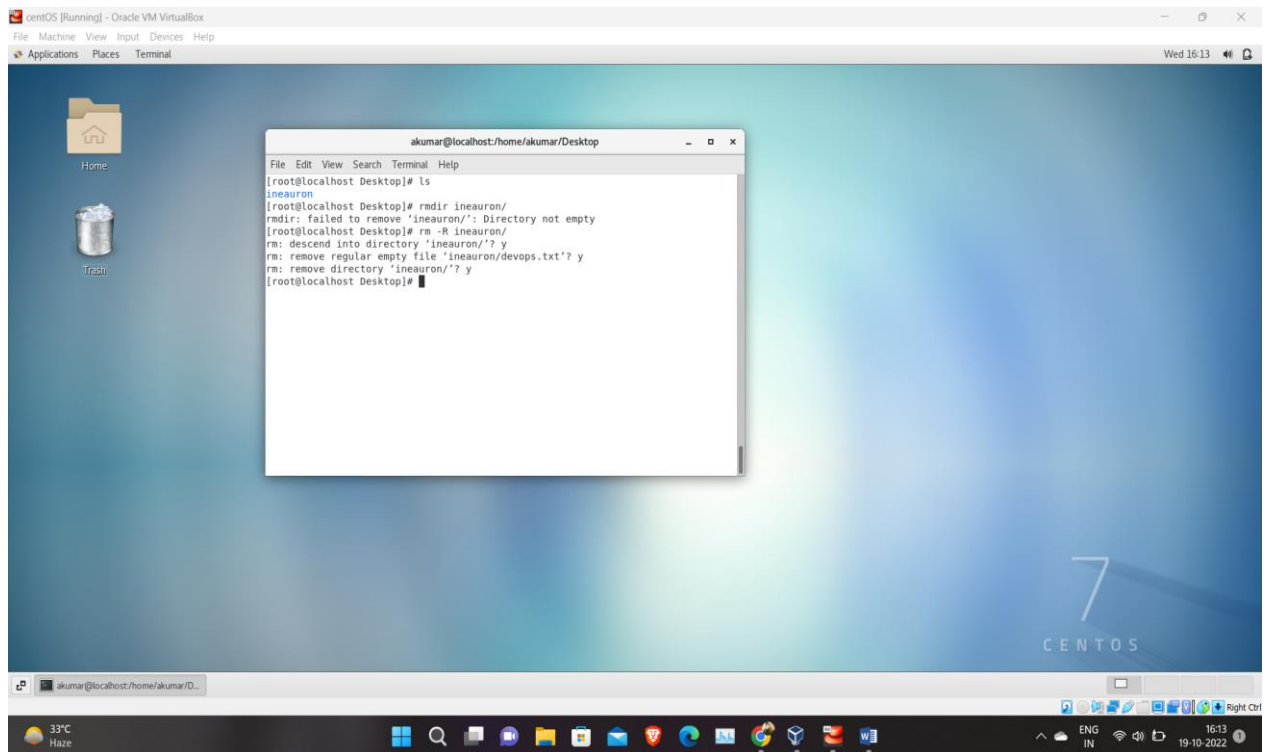 centOS [Running] - Oracle VM VirtualBox
File Machine View Input Devices Help
Applications Places Terminal Wed 16:13
Home
Trash
akumar@localhost:/home/akumar/Desktop
File Edit View Search Terminal Help
[root@localhost Desktop]# ls
ineauron
[root@localhost Desktop]# rmdir ineauron/
rmdir: failed to remove ‘ineauron/’: Directory not empty
[root@localhost Desktop]# rm -R ineauron/
rm: descend into directory ‘ineauron/’? y
rm: remove regular empty file ‘ineauron/devops.txt’? y
rm: remove directory ‘ineauron/’? y
[root@localhost Desktop]#
7
CENTOS
akumar@localhost:/home/akumar/D...
Right Ctrl
33°C
Haze
ENG
IN
16:13
19-10-2022
1